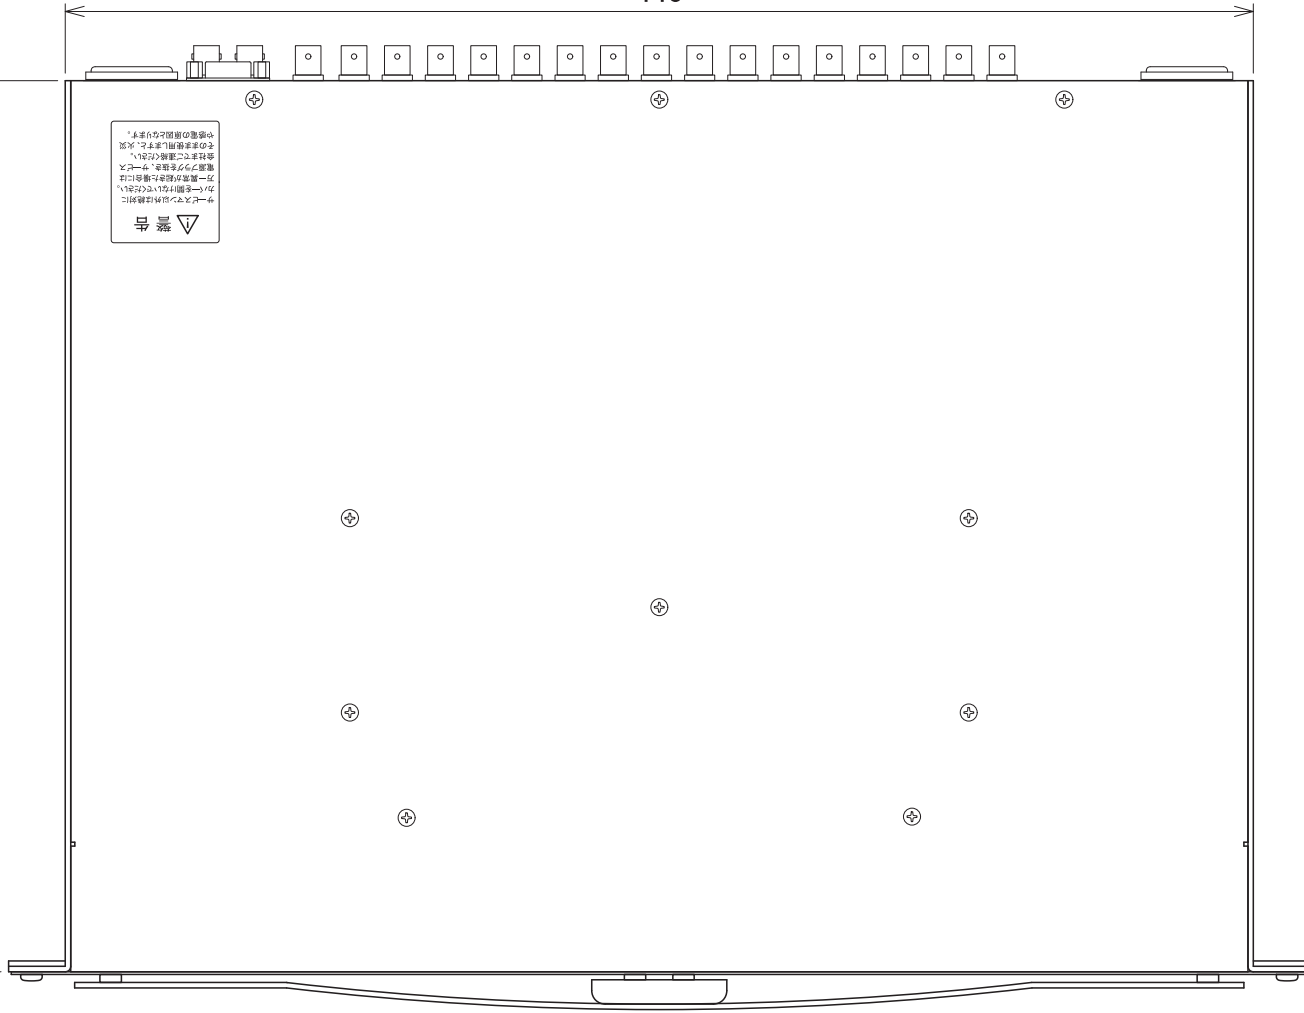 警告
サービスマン以外は絶対に
カバーを開けないでください。
万一異常が起きた場合には
電源プラグを抜き、サービス
会社までご連絡ください。
そのまま使用しますと、火災
や感電の原因となります。